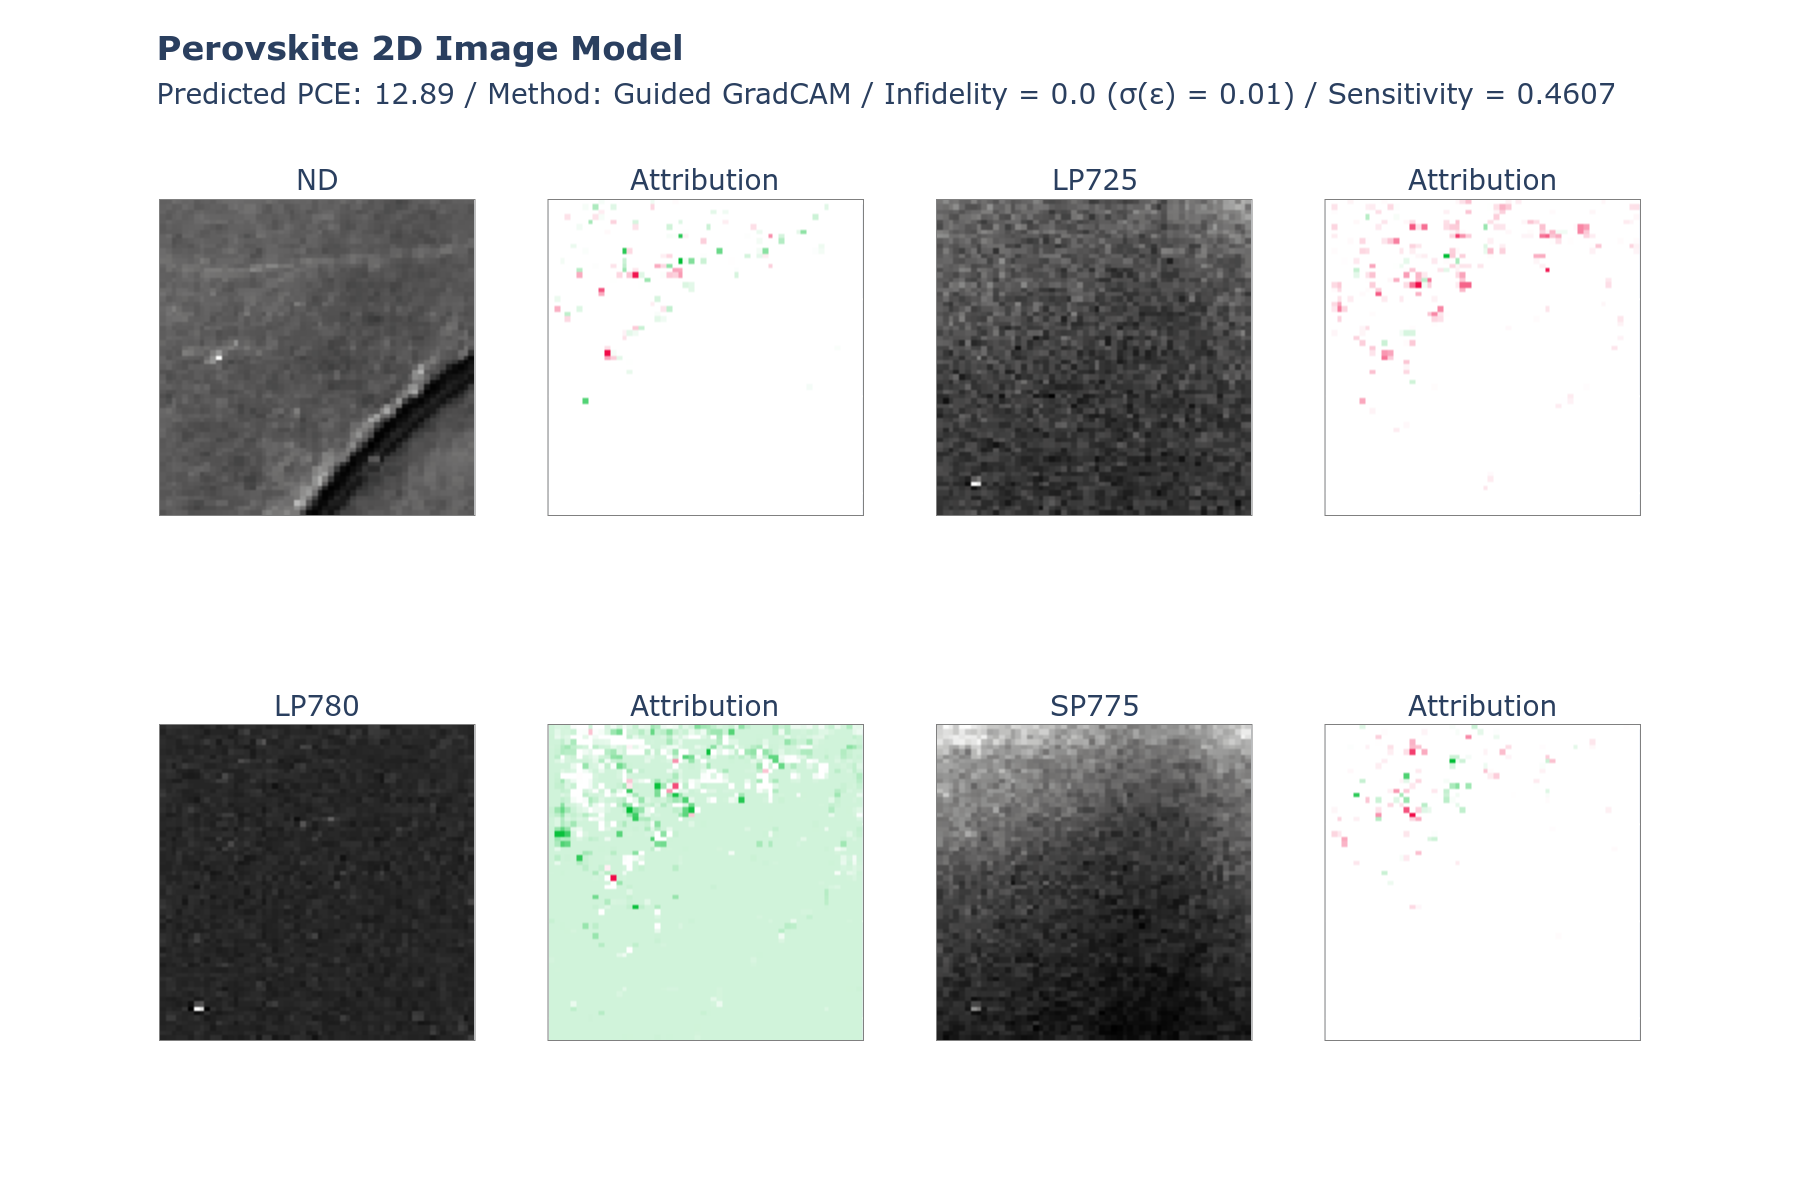 Perovskite 2D Image Model
Predicted PCE: 12.89 / Method: Guided GradCAM / Infidelity = 0.0 (σ(ε) = 0.01) / Sensitivity = 0.4607
ND
Attribution
LP725
Attribution
LP780
Attribution
SP775
Attribution